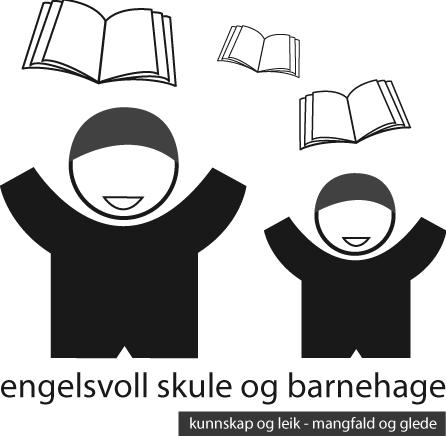 engelsvoll skule og barnehage
kunnskap og leik - mangfald og glede